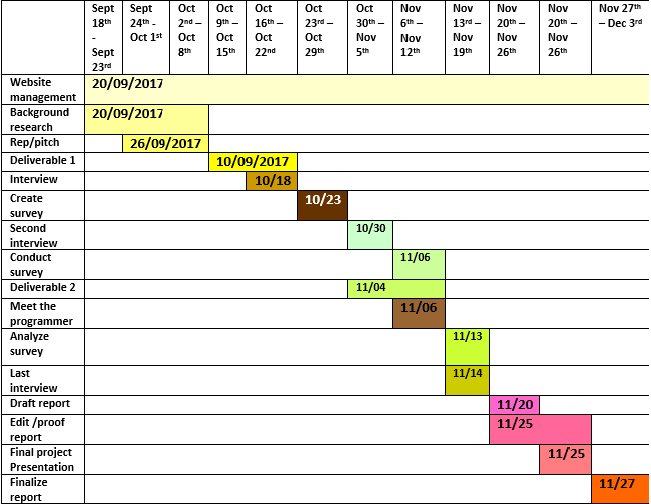 Sept 18th - Sept 23rd
Sept 24th - Oct 1st
Oct 2nd – Oct 8th
Oct 9th – Oct 15th
Oct 16th – Oct 22nd
Oct 23rd – Oct 29th
Oct 30th – Nov 5th
Nov 6th – Nov 12th
Nov 13rd – Nov 19th
Nov 20th – Nov 26th
Nov 20th – Nov 26th
Nov 27th – Dec 3rd
Website management 20/09/2017
Background research 20/09/2017
Rep/pitch 26/09/2017
Deliverable 1 10/09/2017
Interview 10/18
Create survey 10/23
Second interview 10/30
Conduct survey 11/06
Deliverable 2 11/04
Meet the programmer 11/06
Analyze survey 11/13
Last interview 11/14
Draft report 11/20
Edit /proof report 11/25
Final project Presentation 11/25
Finalize report 11/27